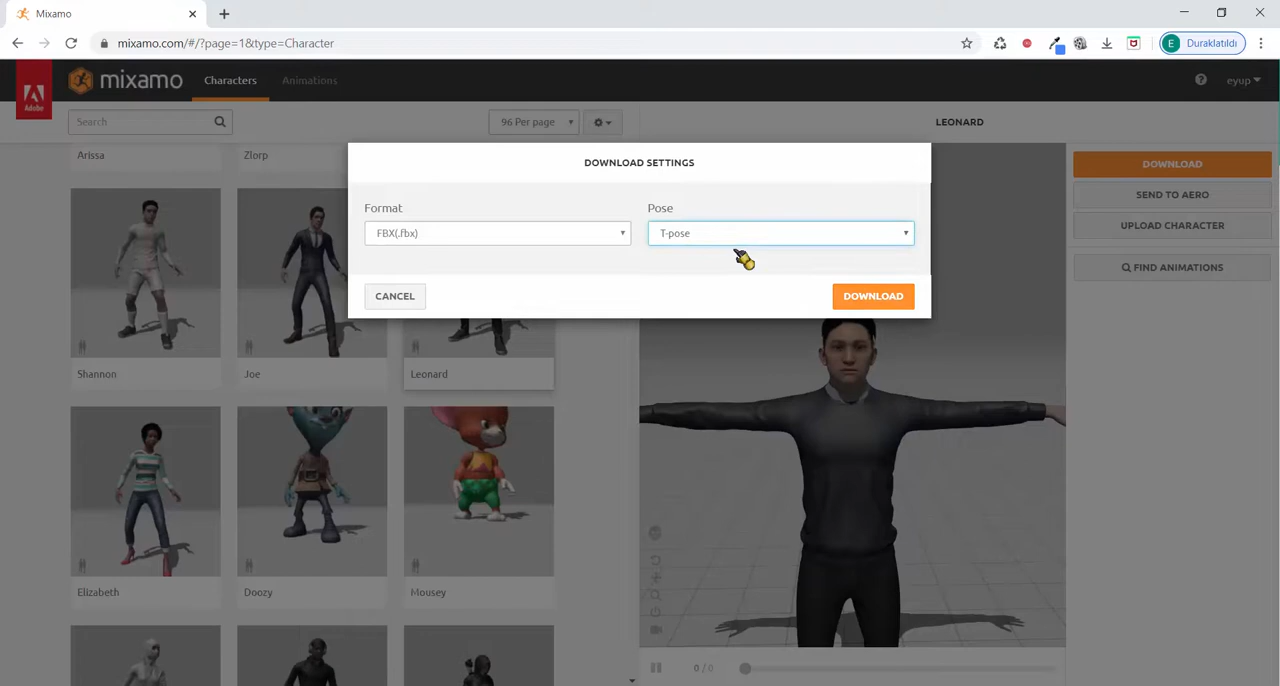 Mixamo
mixamo.com/#/?page=1&type=Character
E Duraklatıldı
Adobe
mixamo
Characters
Animations
eyup
Search
96 Per page
LEONARD
Arissa
Zlorp
DOWNLOAD SETTINGS
DOWNLOAD
SEND TO AERO
UPLOAD CHARACTER
FIND ANIMATIONS
Format
Pose
FBX(.fbx)
T-pose
CANCEL
DOWNLOAD
Shannon
Joe
Leonard
Elizabeth
Doozy
Mousey
0 / 0